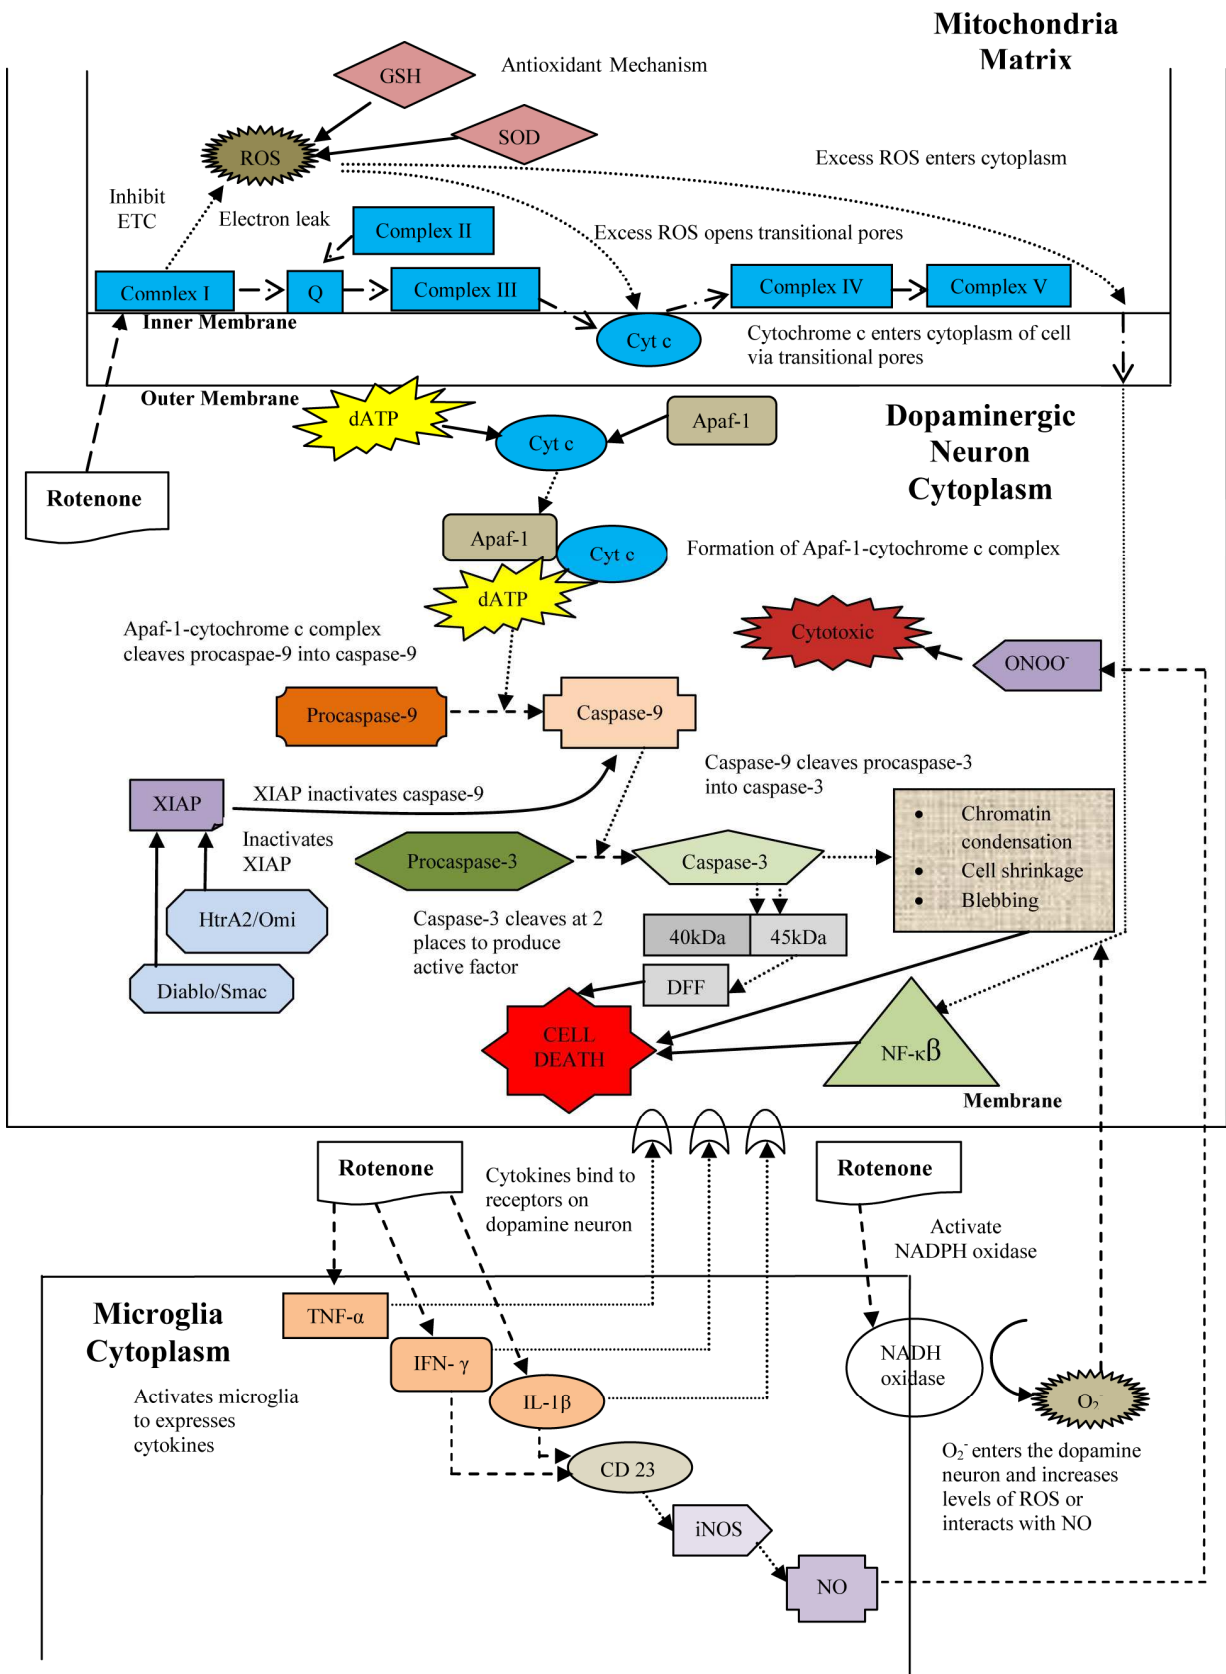 Mitochondria
Matrix
GSH
Antioxidant Mechanism
SOD
ROS
Excess ROS enters cytoplasm
Inhibit
ETC
Electron leak
Complex II
Excess ROS opens transitional pores
Complex I
Q
Complex III
Complex IV
Complex V
Inner Membrane
Cyt c
Cytochrome c enters cytoplasm of cell
via transitional pores
Outer Membrane
dATP
Cyt c
Apaf-1
Dopaminergic
Neuron
Cytoplasm
Rotenone
Apaf-1
Cyt c
Formation of Apaf-1-cytochrome c complex
dATP
Apaf-1-cytochrome c complex
cleaves procaspae-9 into caspase-9
Cytotoxic
ONOO⁻
Procaspase-9
Caspase-9
Caspase-9 cleaves procaspase-3
into caspase-3
XIAP
XIAP inactivates caspase-9
Inactivates
XIAP
Procaspase-3
Caspase-3
• Chromatin
condensation
• Cell shrinkage
• Blebbing
HtrA2/Omi
Caspase-3 cleaves at 2
places to produce
active factor
40kDa
45kDa
Diablo/Smac
DFF
CELL
DEATH
NF-κβ
Membrane
Rotenone
Cytokines bind to
receptors on
dopamine neuron
Rotenone
Activate
NADPH oxidase
Microglia
Cytoplasm
TNF-α
IFN- γ
IL-1β
NADH
oxidase
O₂⁻
Activates microglia
to expresses
cytokines
CD 23
O₂⁻ enters the dopamine
neuron and increases
levels of ROS or
interacts with NO
iNOS
NO